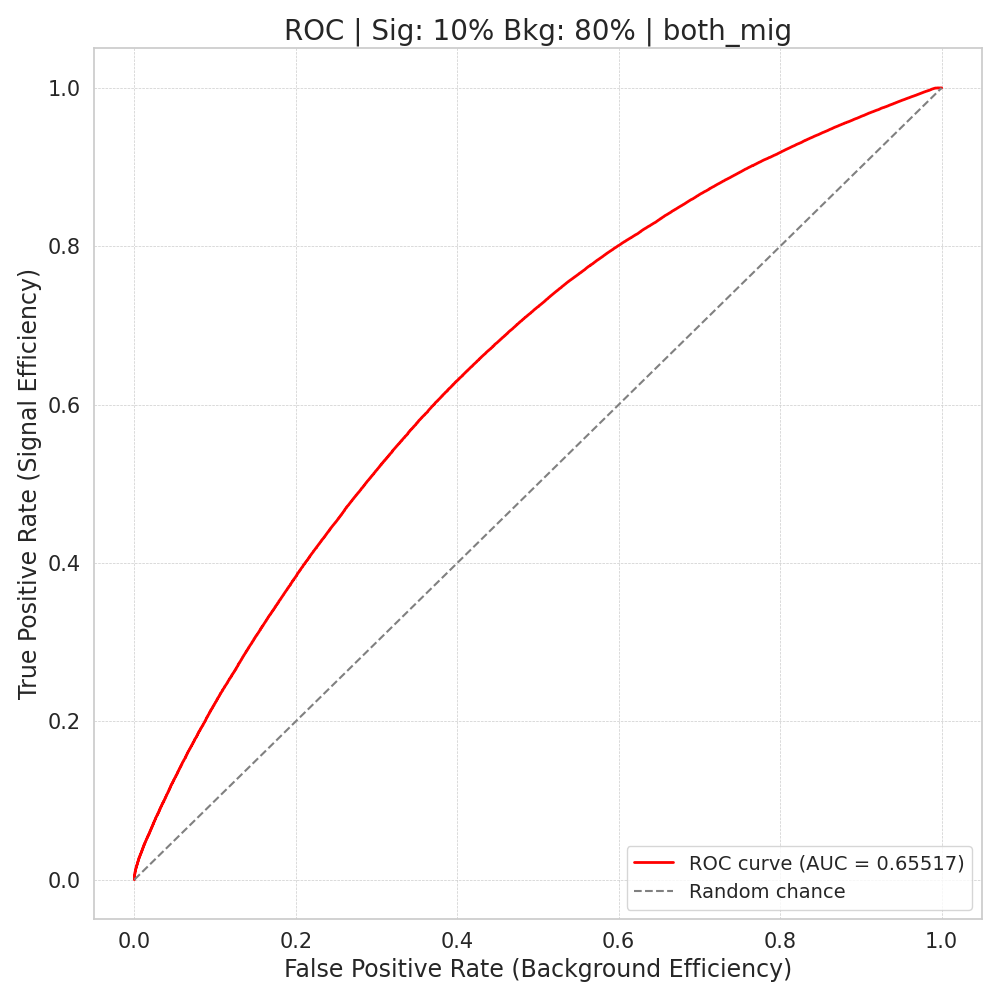 ROC | Sig: 10% Bkg: 80% | both_mig
True Positive Rate (Signal Efficiency)
1.0
0.8
0.6
0.4
0.2
0.0
ROC curve (AUC = 0.65517)
Random chance
0.0 0.2 0.4 0.6 0.8 1.0
False Positive Rate (Background Efficiency)